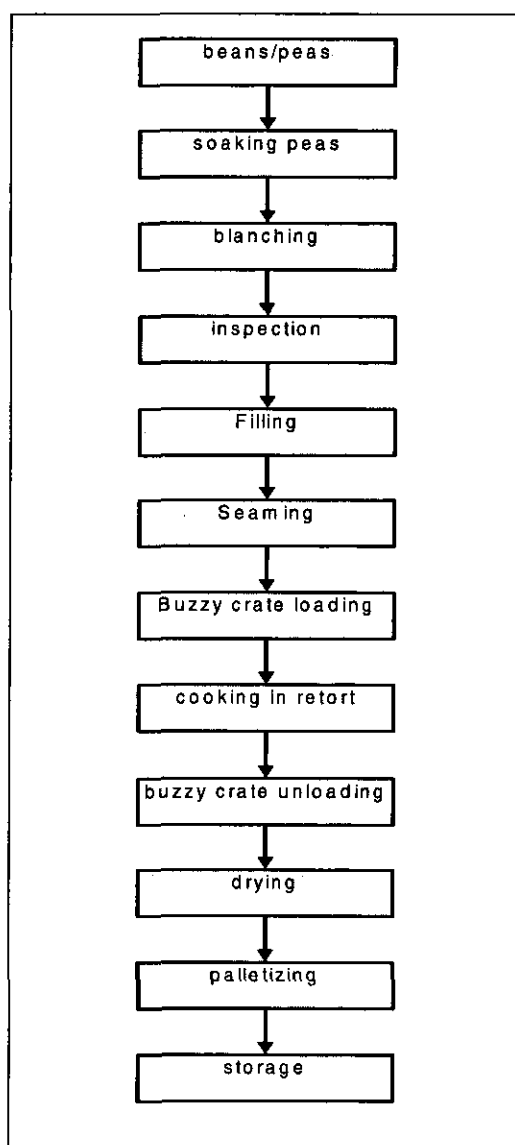 beans/peas
soaking peas
blanching
inspection
Filling
Seaming
Buzzy crate loading
cooking in retort
buzzy crate unloading
drying
palletizing
storage